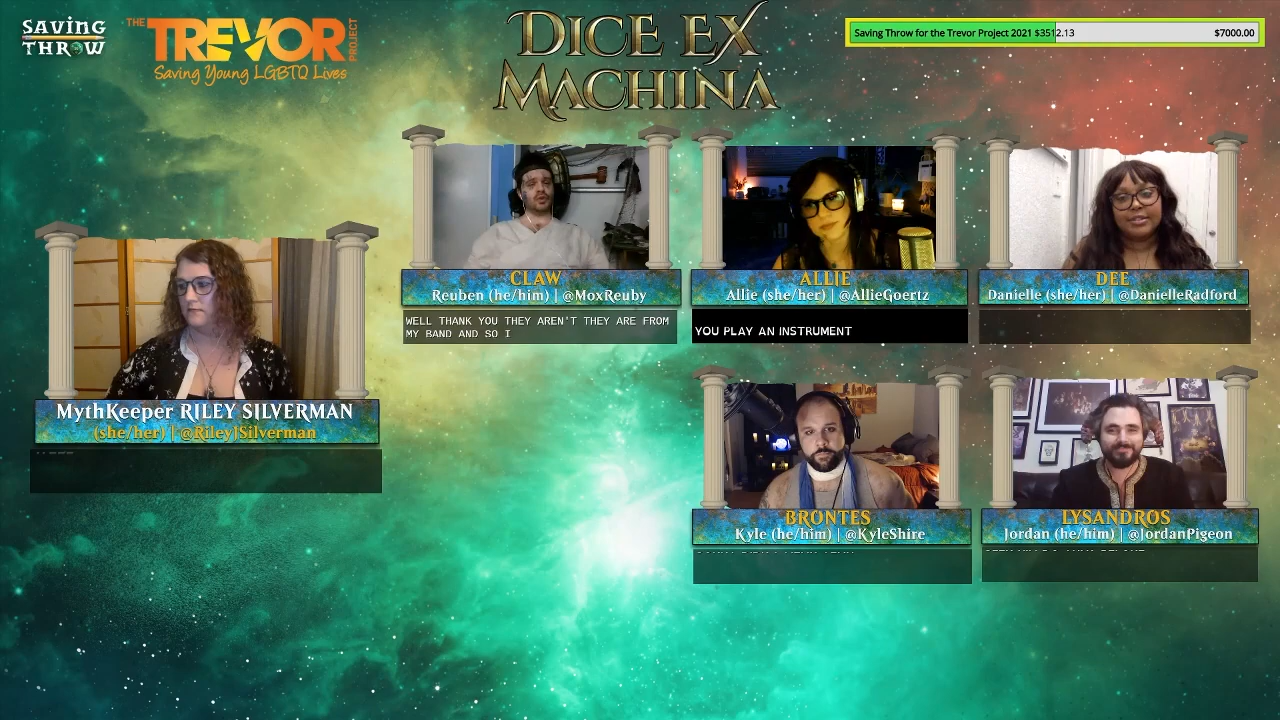 SAVING
THROW
THE TREVOR PROJECT
Saving Young LGBTQ Lives
DICE EX
MACHINA
Saving Throw for the Trevor Project 2021 $3512.13 $7000.00
CLAW
Reuben (he/him) | @MoxReuby
WELL THANK YOU THEY AREN'T THEY ARE FROM
MY BAND AND SO I
ALLIE
Allie (she/her) | @AllieGoertz
YOU PLAY AN INSTRUMENT
DEE
Danielle (she/her) | @DanielleRadford
MythKeeper RILEY SILVERMAN
(she/her) | @RileyJSilverman
BRONTES
Kyle (he/him) | @KyleShire
LYSANDROS
Jordan (he/him) | @JordanPigeon